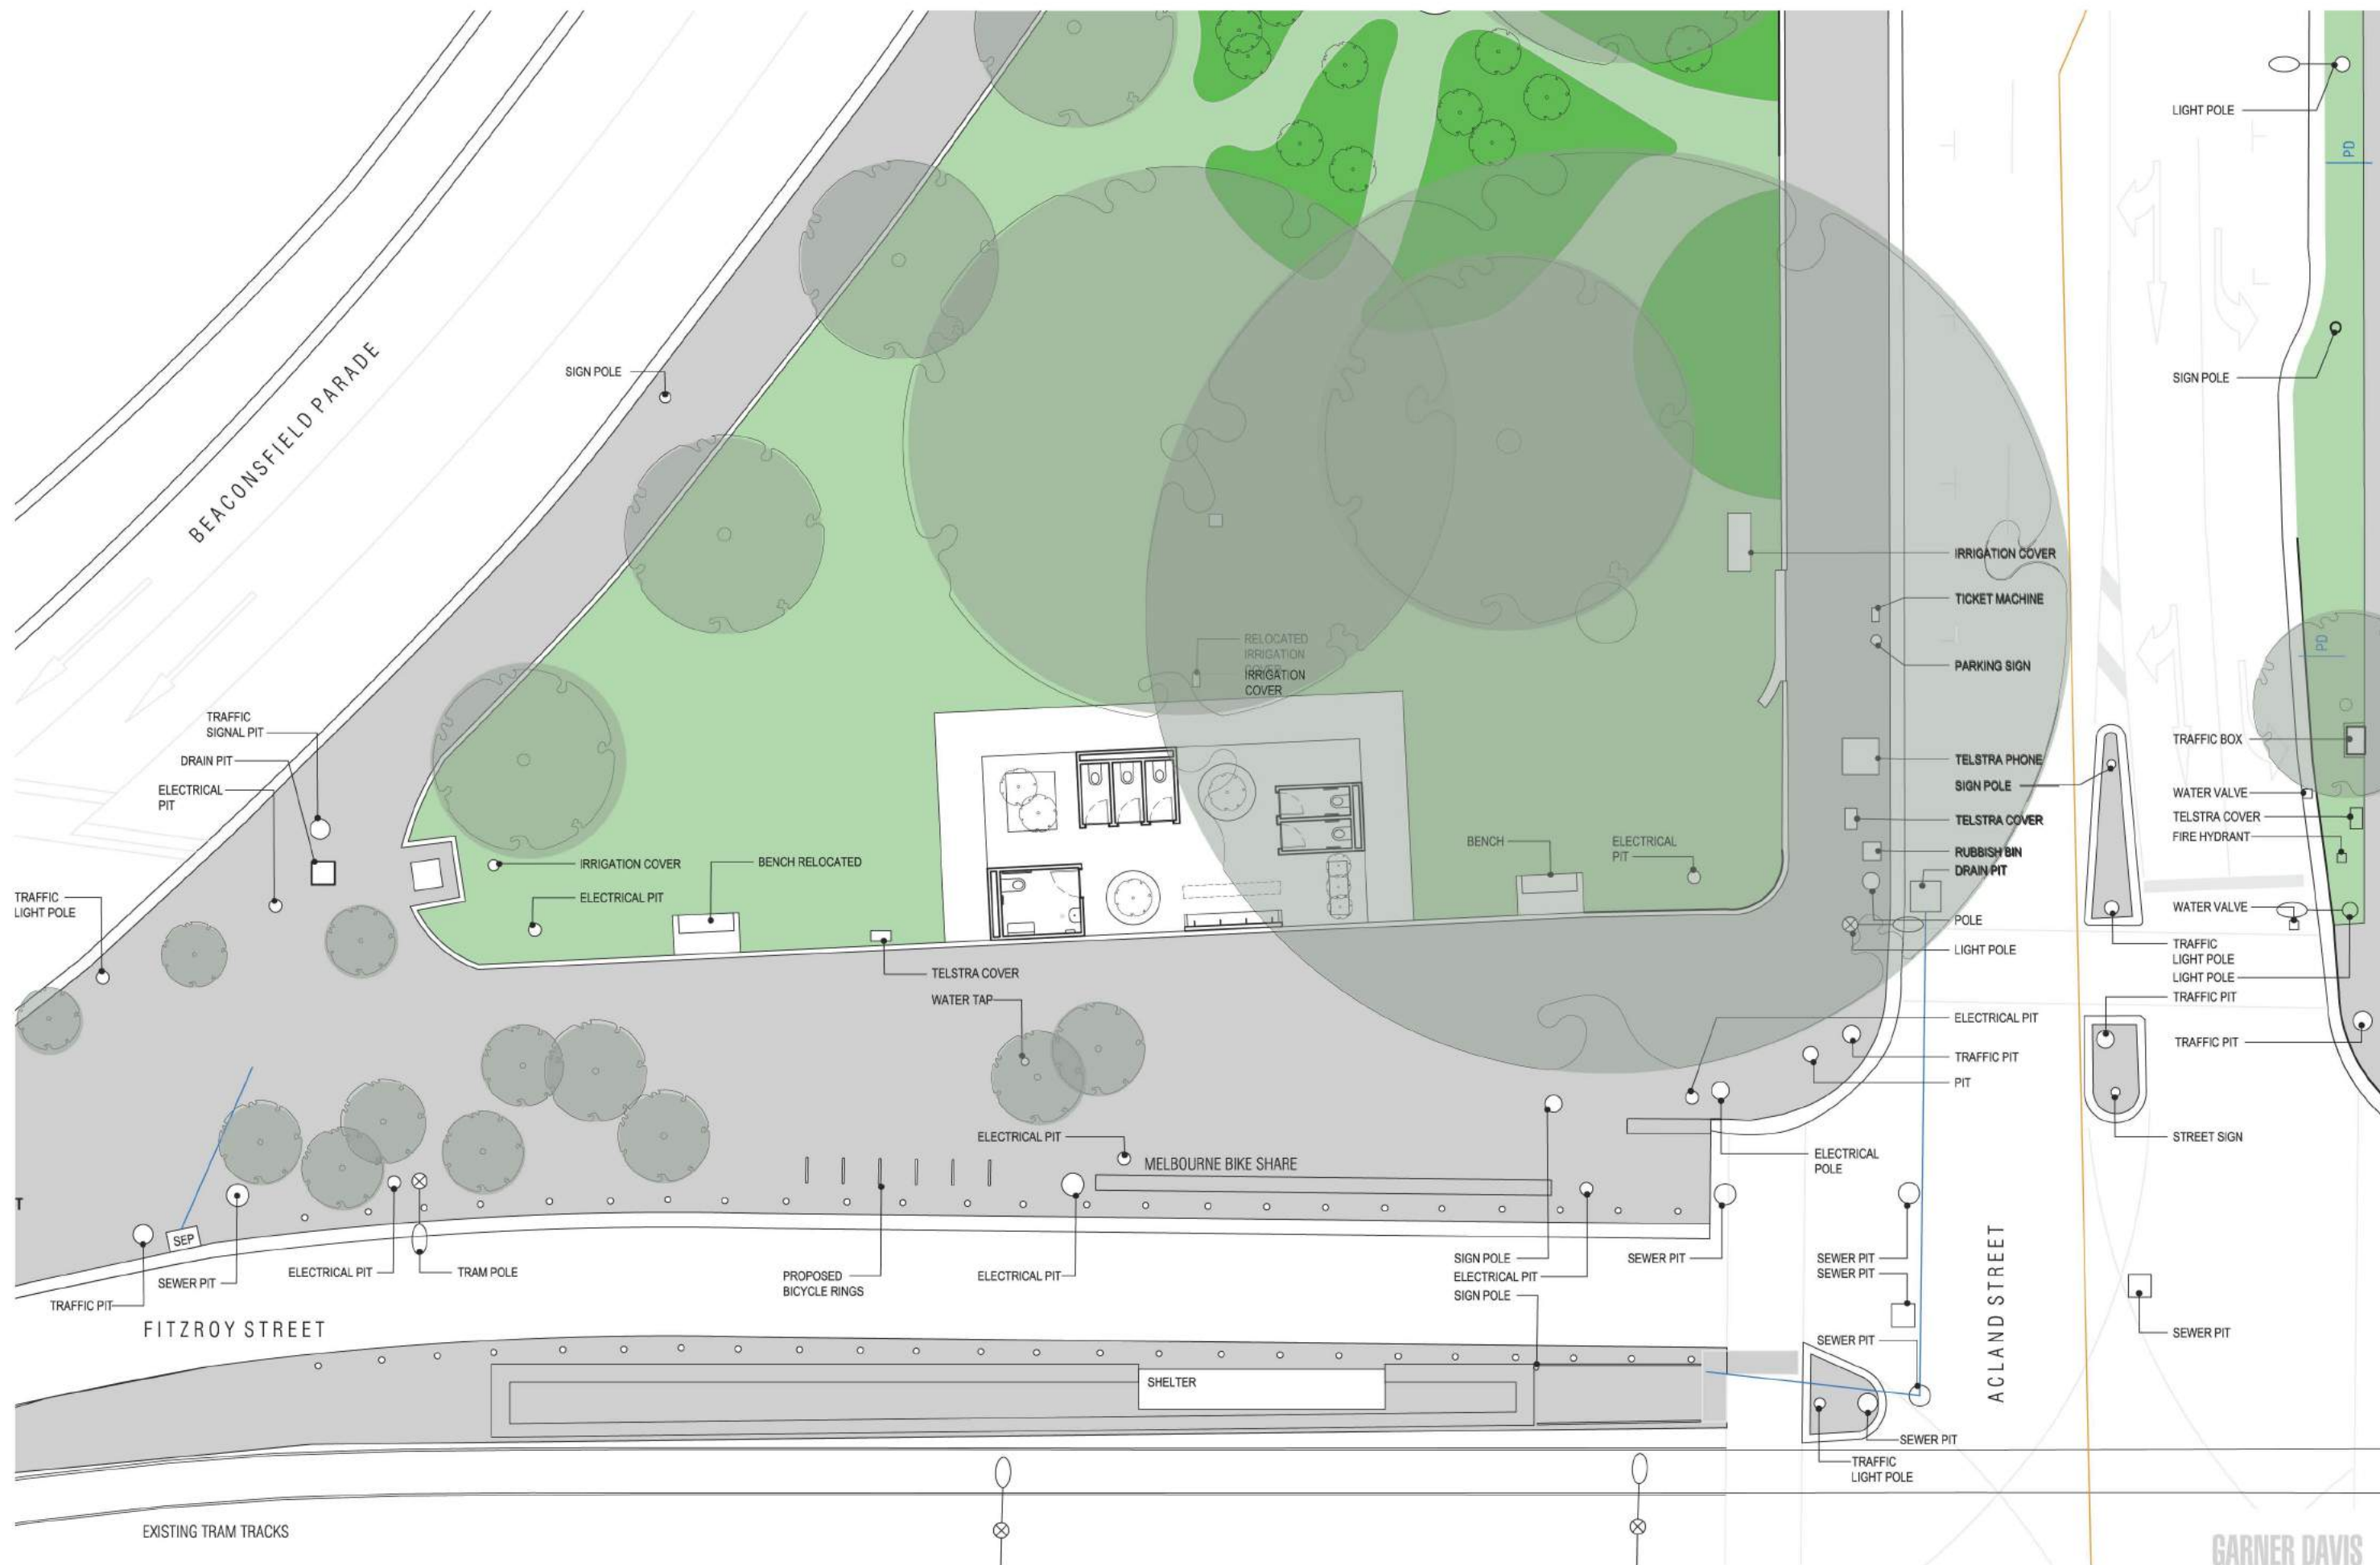 LIGHT POLE
PD
SIGN POLE
BEACONSFIELD PARADE
SIGN POLE
IRRIGATION COVER
TICKET MACHINE
RELOCATED
IRRIGATION
COVER
IRRIGATION
COVER
PARKING SIGN
PD
TRAFFIC
SIGNAL PIT
DRAIN PIT
ELECTRICAL
PIT
TRAFFIC BOX
TELSTRA PHONE
SIGN POLE
WATER VALVE
TELSTRA COVER
TELSTRA COVER
FIRE HYDRANT
BENCH
ELECTRICAL
PIT
RUBBISH BIN
DRAIN PIT
IRRIGATION COVER
BENCH RELOCATED
ELECTRICAL PIT
TRAFFIC
LIGHT POLE
WATER VALVE
POLE
LIGHT POLE
TRAFFIC
LIGHT POLE
LIGHT POLE
TELSTRA COVER
WATER TAP
TRAFFIC PIT
ELECTRICAL PIT
TRAFFIC PIT
TRAFFIC PIT
PIT
ELECTRICAL PIT
STREET SIGN
MELBOURNE BIKE SHARE
ELECTRICAL
POLE
T
SEP
SEWER PIT
ELECTRICAL PIT
TRAM POLE
PROPOSED
BICYCLE RINGS
ELECTRICAL PIT
SIGN POLE
ELECTRICAL PIT
SIGN POLE
SEWER PIT
SEWER PIT
SEWER PIT
TRAFFIC PIT
FITZROY STREET
ACLAND STREET
SEWER PIT
SEWER PIT
SHELTER
SEWER PIT
TRAFFIC
LIGHT POLE
EXISTING TRAM TRACKS
GARNER DAVIS